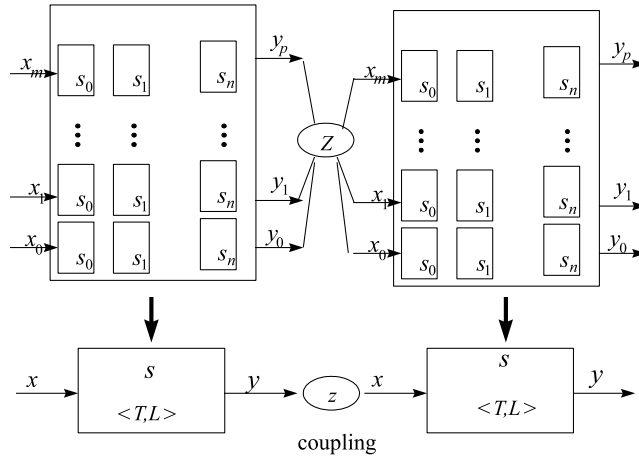 y_p y_p
x_m s_0 s_1 s_n x_m s_0 s_1 s_n
Z
x_1 s_0 s_1 s_n y_1 x_1 s_0 s_1 s_n y_1
x_0 s_0 s_1 s_n y_0 x_0 s_0 s_1 s_n y_0
s s
x y z x y
<T,L> <T,L>
coupling